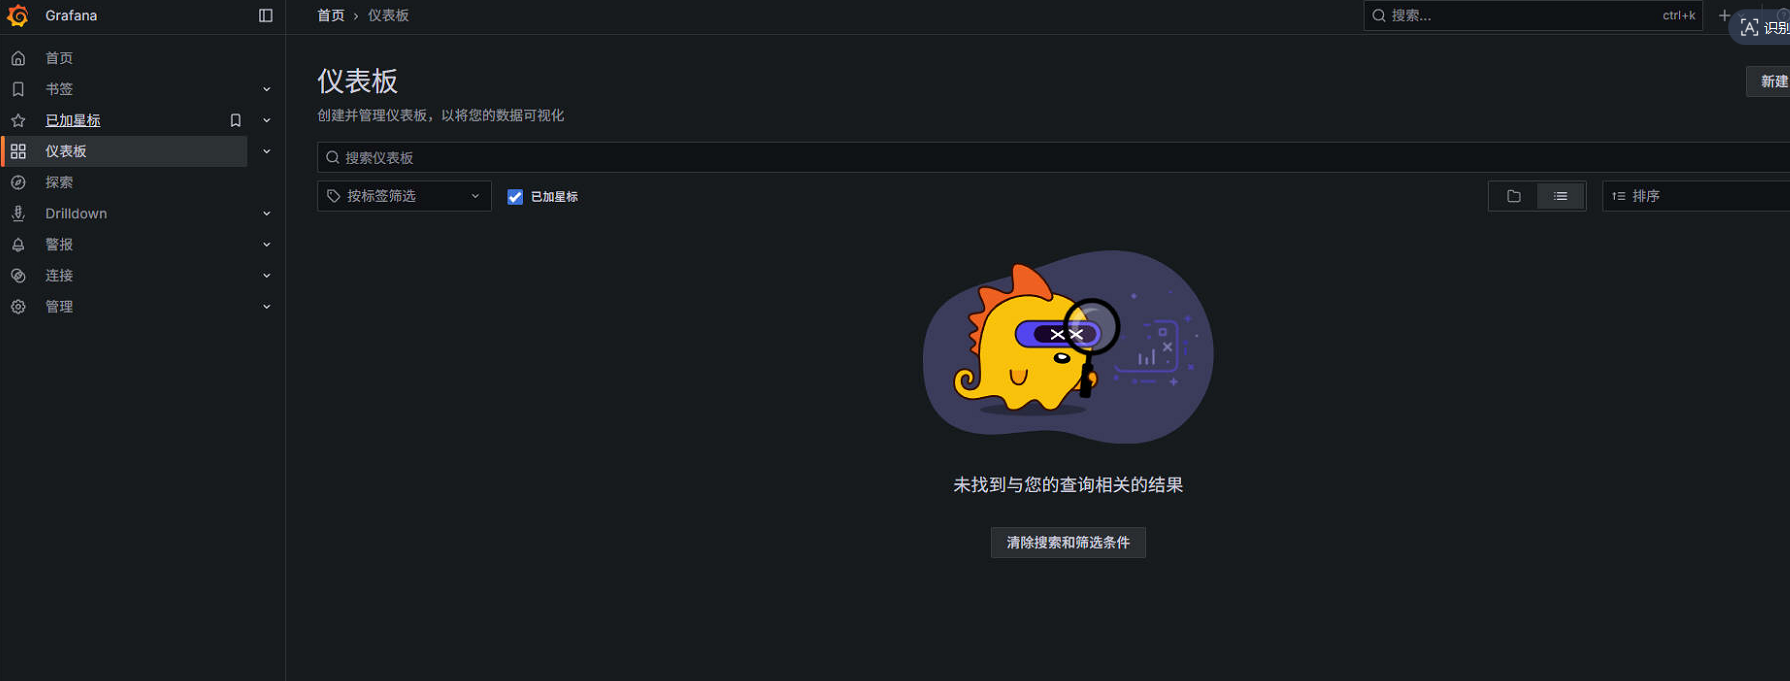 Grafana
首页 › 仪表板
搜索...
ctrl+k
识别
首页
书签
已加星标
仪表板
探索
Drilldown
警报
连接
管理
仪表板
新建
创建并管理仪表板，以将您的数据可视化
搜索仪表板
按标签筛选
已加星标
排序
未找到与您的查询相关的结果
清除搜索和筛选条件